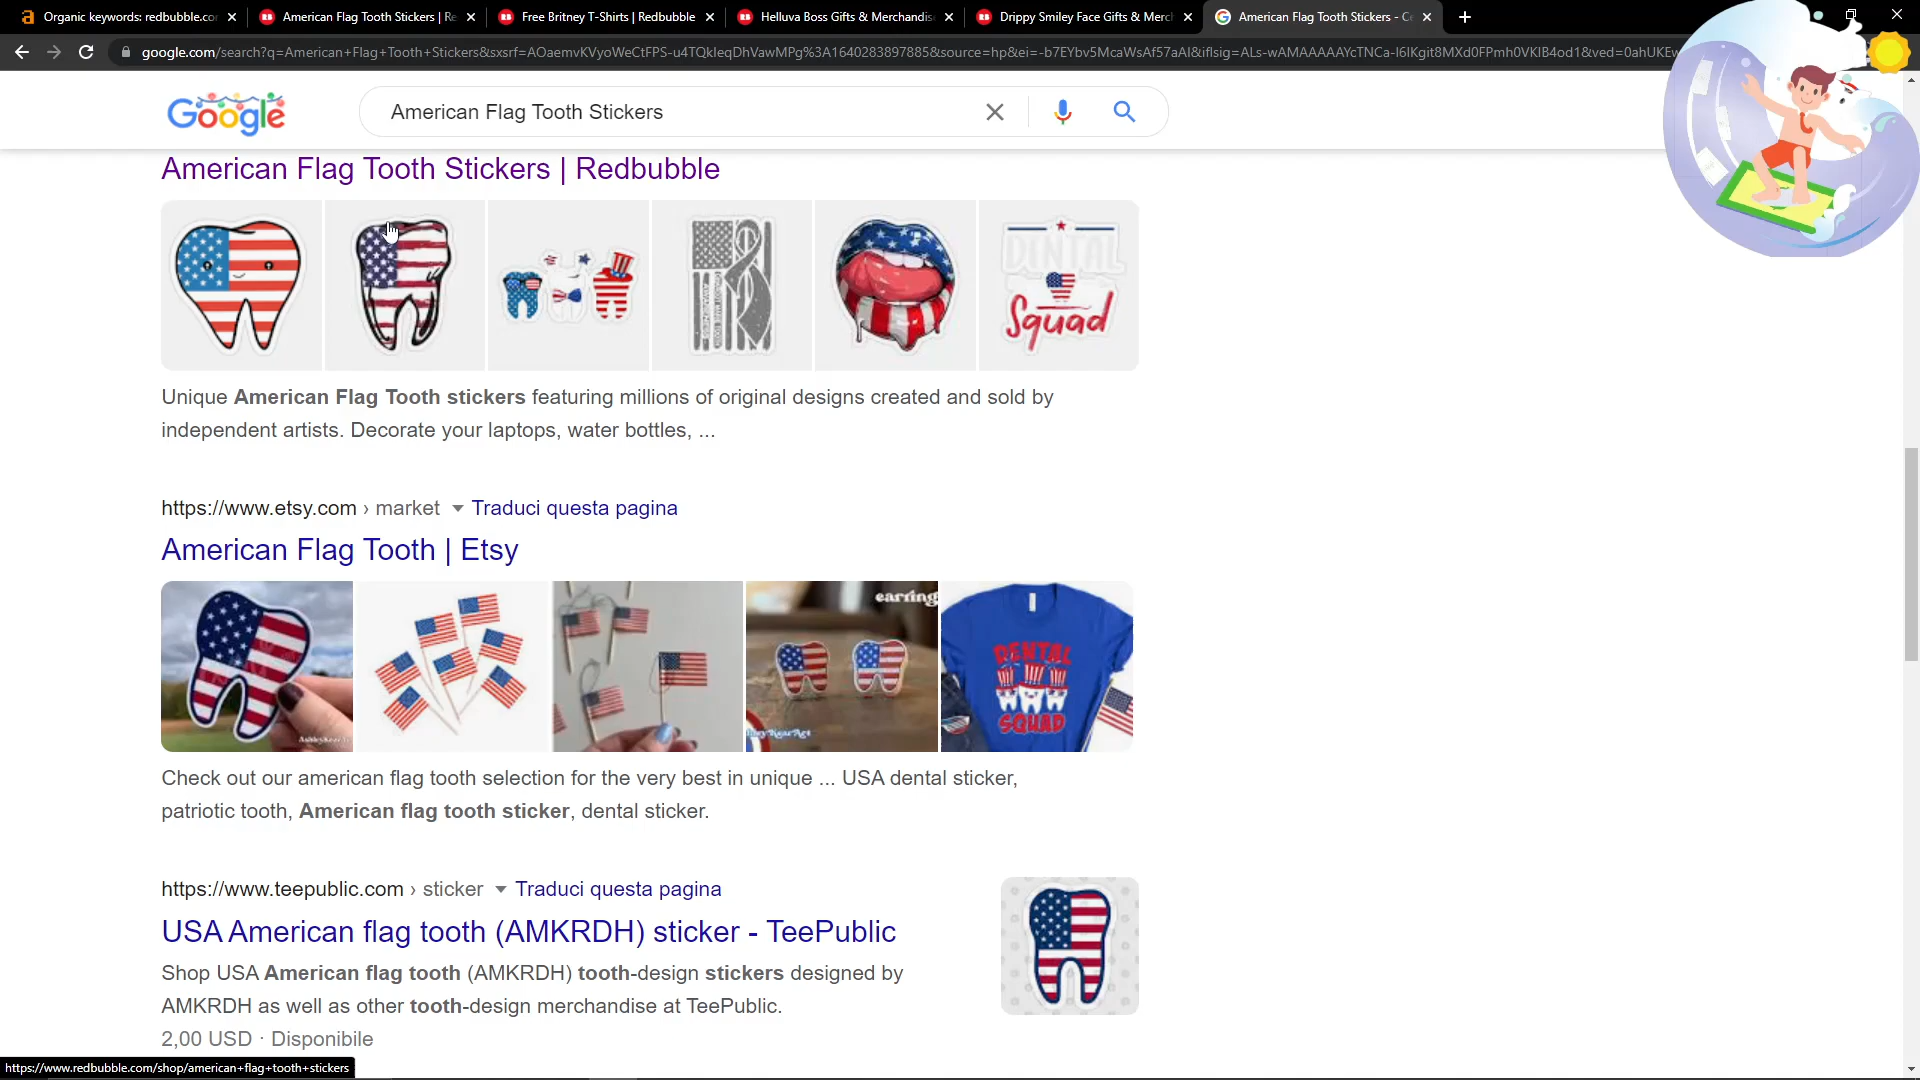 Organic keywords: redbubble.co
American Flag Tooth Stickers | Re
Free Britney T-Shirts | Redbubble
Helluva Boss Gifts & Merchandis
Drippy Smiley Face Gifts & Merc
American Flag Tooth Stickers - Ce
google.com/search?q=American+Flag+Tooth+Stickers&sxsrf=AOaemvKVyoWeCtFPS-u4TQkIeqDhVawMPg%3A1640283897885&source=hp&ei=-b7EYbv5McaWsAf57aAI&iflsig=ALs-wAMAAAAAYcTNCa-I6IKgit8MXd0FPmh0VKIB4od1&ved=0ahUKEw
Google
American Flag Tooth Stickers
American Flag Tooth Stickers | Redbubble
DENTAL
Squad
Unique American Flag Tooth stickers featuring millions of original designs created and sold by
independent artists. Decorate your laptops, water bottles, ...
https://www.etsy.com › market Traduci questa pagina
American Flag Tooth | Etsy
earring
DENTAL
SQUAD
Check out our american flag tooth selection for the very best in unique ... USA dental sticker,
patriotic tooth, American flag tooth sticker, dental sticker.
https://www.teepublic.com › sticker Traduci questa pagina
USA American flag tooth (AMKRDH) sticker - TeePublic
Shop USA American flag tooth (AMKRDH) tooth-design stickers designed by
AMKRDH as well as other tooth-design merchandise at TeePublic.
2,00 USD · Disponibile
https://www.redbubble.com/shop/american+flag+tooth+stickers